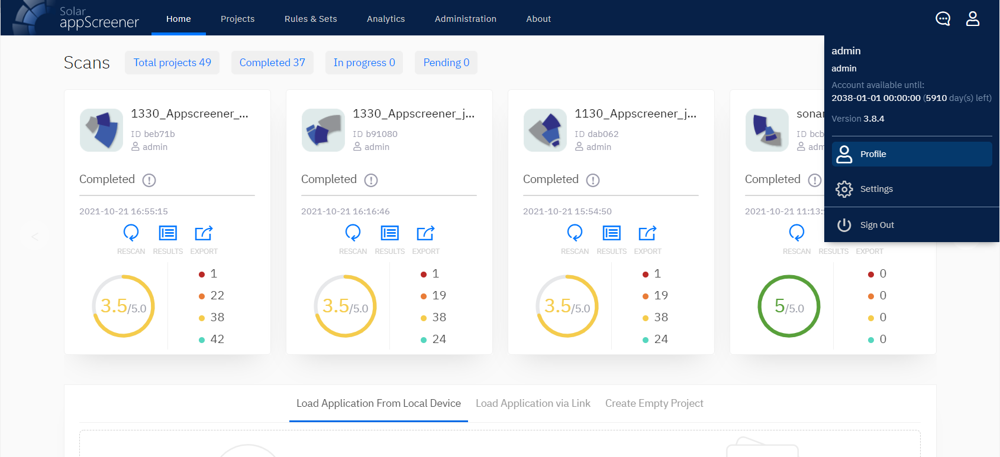 Solar
appScreener
Home
Projects
Rules & Sets
Analytics
Administration
About
admin
admin
Account available until:
2038-01-01 00:00:00 (5910 day(s) left)
Version 3.8.4
Profile
Settings
Sign Out
Scans
Total projects 49
Completed 37
In progress 0
Pending 0
1330_Appscreener_...
ID beb71b
admin
Completed
2021-10-21 16:55:15
RESCAN RESULTS EXPORT
3.5/5.0
1
22
38
42
1330_Appscreener_j...
ID b91080
admin
Completed
2021-10-21 16:16:46
RESCAN RESULTS EXPORT
3.5/5.0
1
19
38
24
1130_Appscreener_j...
ID dab062
admin
Completed
2021-10-21 15:54:50
RESCAN RESULTS EXPORT
3.5/5.0
1
19
38
24
sonar
ID bcb
adm
Completed
2021-10-21 11:13:
RESCAN RESULTS EXPORT
5/5.0
0
0
0
0
<
Load Application From Local Device
Load Application via Link
Create Empty Project